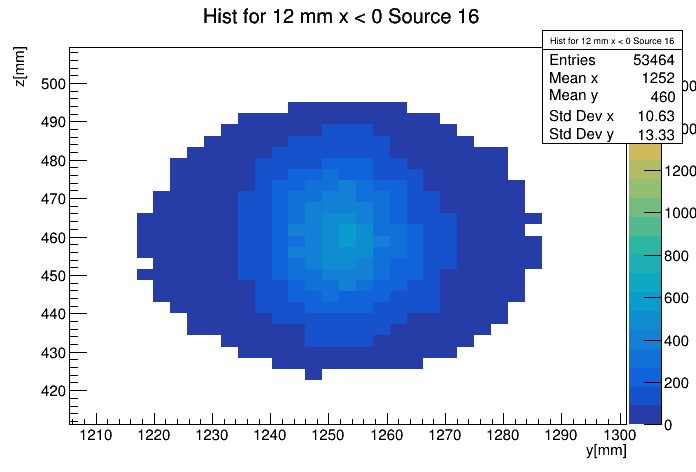 Hist for 12 mm x < 0 Source 16
z[mm]
Hist for 12 mm x < 0 Source 16
Entries 53464
Mean x 1252
Mean y 460
Std Dev x 10.63
Std Dev y 13.33
500
490
480
470
460
450
440
430
420
1200
1000
800
600
400
200
0
1210 1220 1230 1240 1250 1260 1270 1280 1290 1300
y[mm]